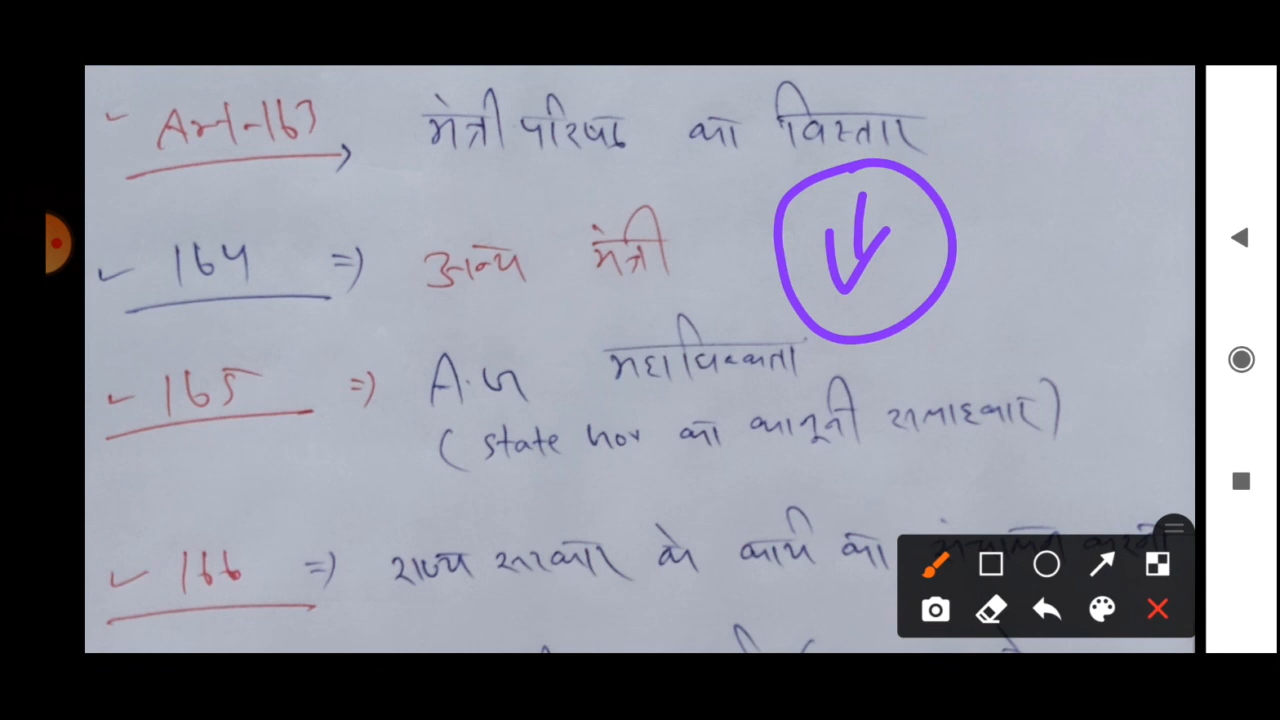 Art-163 मंत्री परिषद का विस्तार
164 => अन्य मंत्री
165 => A.G महाधिवक्ता
(state Gov का कानूनी सलाहकार)
166 => राज्य सरकार के कार्य का